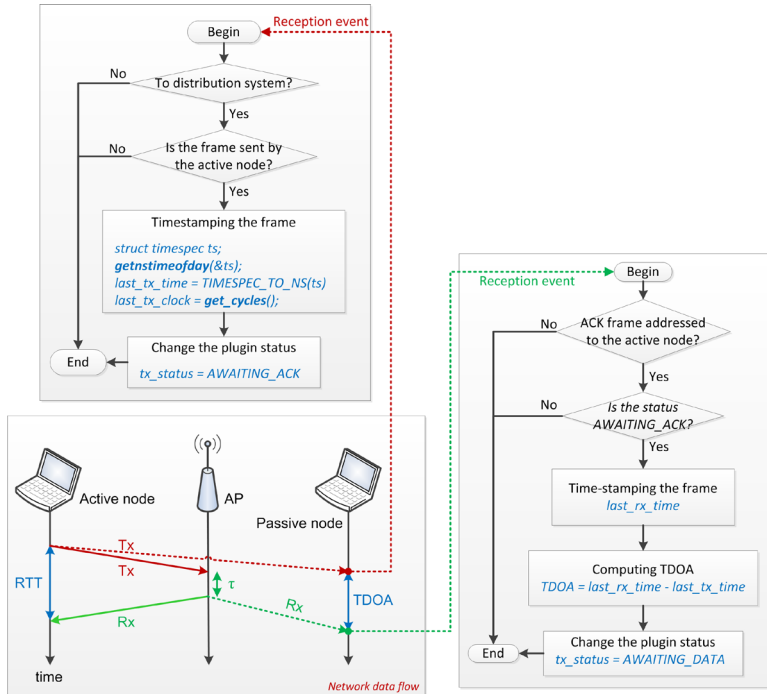 Reception event
Begin
To distribution system?
No
Yes
Is the frame sent by
the active node?
No
Yes
Timestamping the frame
struct timespec ts;
getnstimeofday(&ts);
last_tx_time = TIMESPEC_TO_NS(ts)
last_tx_clock = get_cycles();
Change the plugin status
tx_status = AWAITING_ACK
End
Begin
Reception event
ACK frame addressed
to the active node?
No
Yes
Is the status
AWAITING_ACK?
No
Yes
Time-stamping the frame
last_rx_time
Computing TDOA
TDOA = last_rx_time - last_tx_time
Change the plugin status
tx_status = AWAITING_DATA
End
Active node
AP
Passive node
Tx
Tx
RTT
τ
TDOA
Rx
Rx
time
Network data flow